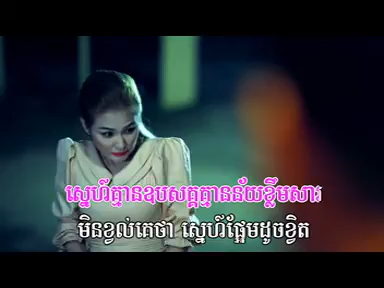 ស្នេហ៍គ្មានឧបសគ្គគ្មានន័យខ្លឹមសារ
មិនខ្វល់គេថា ស្នេហ៍ផ្អែមដូចខ្វិត